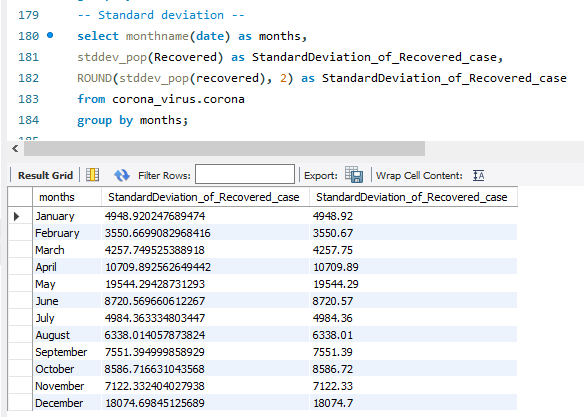 179 -- Standard deviation --
180 select monthname(date) as months,
181 stddev_pop(Recovered) as StandardDeviation_of_Recovered_case,
182 ROUND(stddev_pop(recovered), 2) as StandardDeviation_of_Recovered_case
183 from corona_virus.corona
184 group by months;
Result Grid Filter Rows: Export: Wrap Cell Content: IA
months StandardDeviation_of_Recovered_case StandardDeviation_of_Recovered_case
January 4948.920247689474 4948.92
February 3550.6699082968416 3550.67
March 4257.749525388918 4257.75
April 10709.892562649442 10709.89
May 19544.29428731293 19544.29
June 8720.569660612267 8720.57
July 4984.363334803447 4984.36
August 6338.014057873824 6338.01
September 7551.394999858929 7551.39
October 8586.716631043568 8586.72
November 7122.332404027938 7122.33
December 18074.69845125689 18074.7